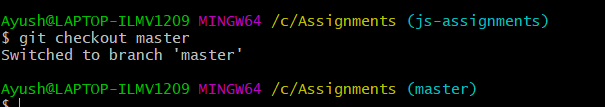 Ayush@LAPTOP-ILMV1209 MINGW64 /c/Assignments (js-assignments)
$ git checkout master
Switched to branch 'master'
Ayush@LAPTOP-ILMV1209 MINGW64 /c/Assignments (master)
$